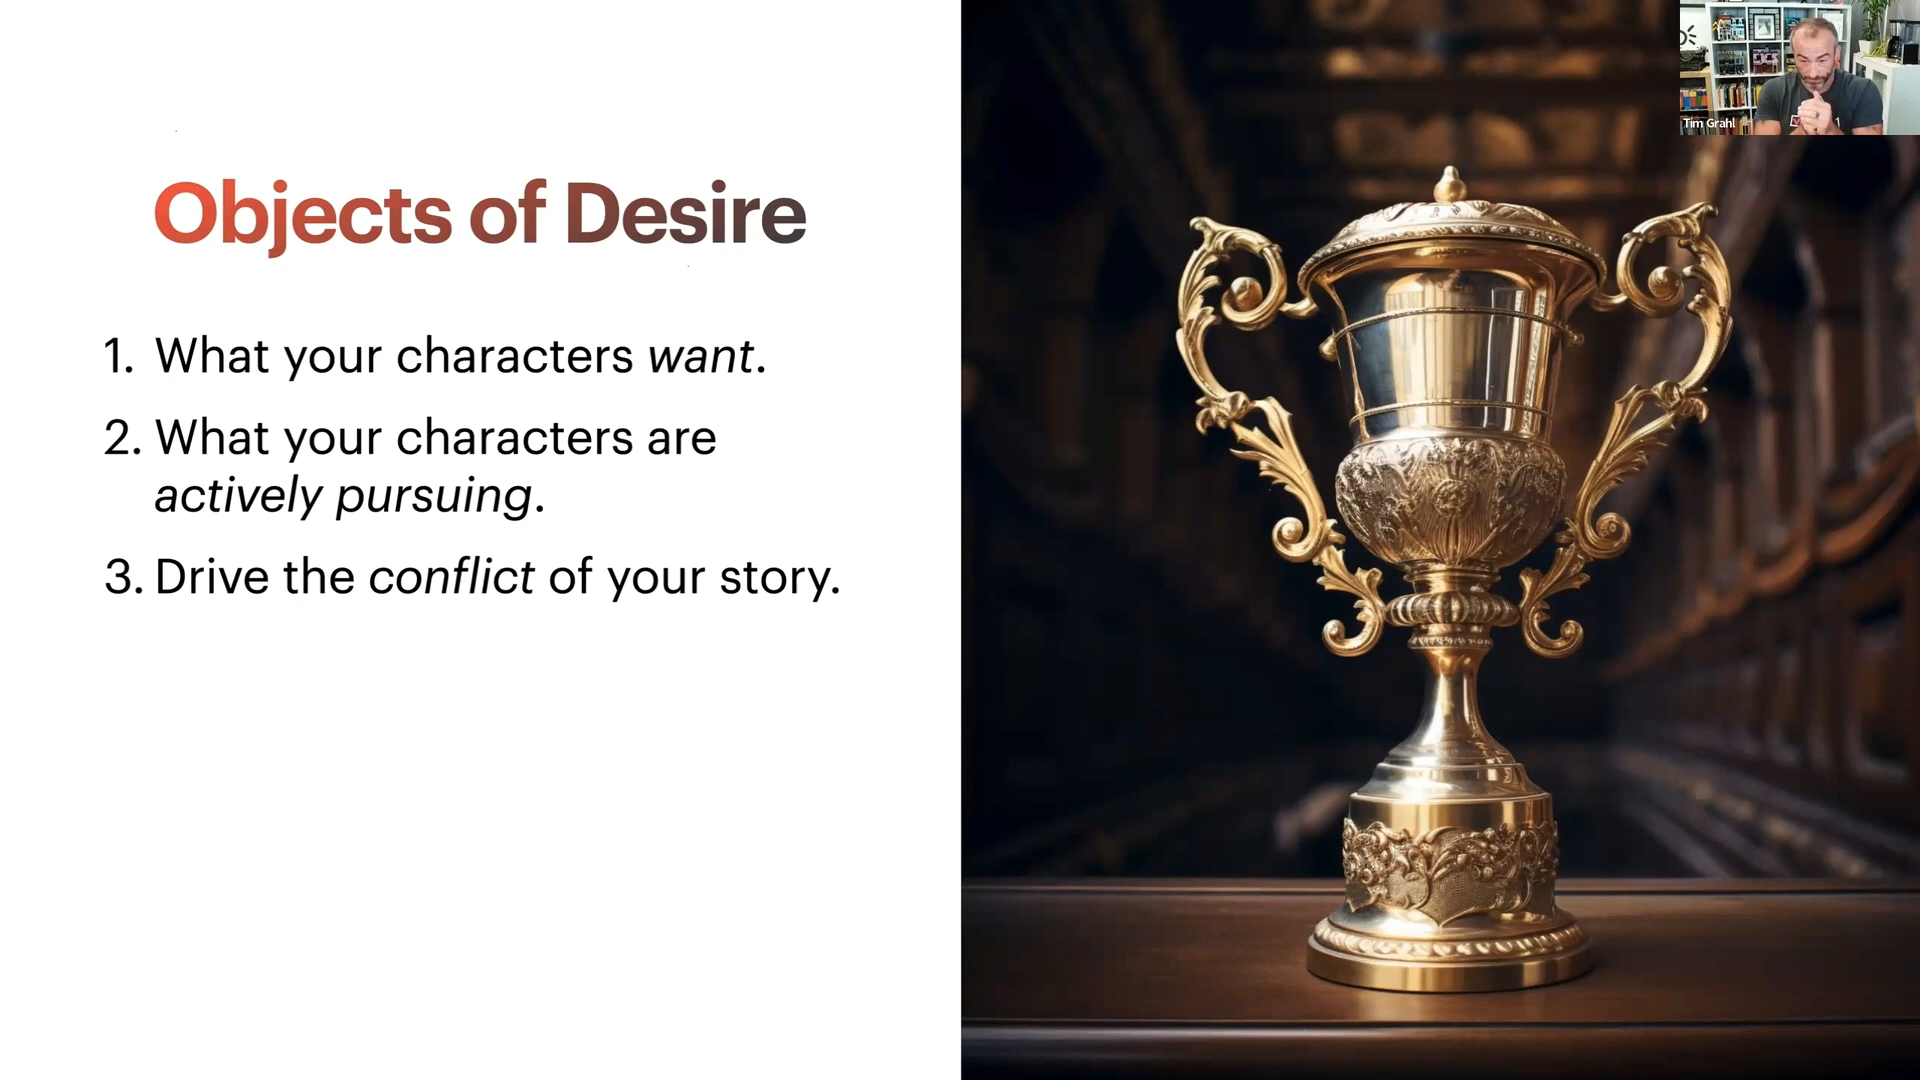 Objects of Desire
1. What your characters want.
2. What your characters are
actively pursuing.
3. Drive the conflict of your story.
Tim Grahl